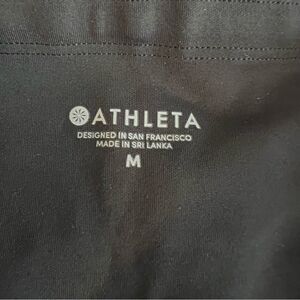 ATHLETA
DESIGNED IN SAN FRANCISCO
MADE IN SRI LANKA
M